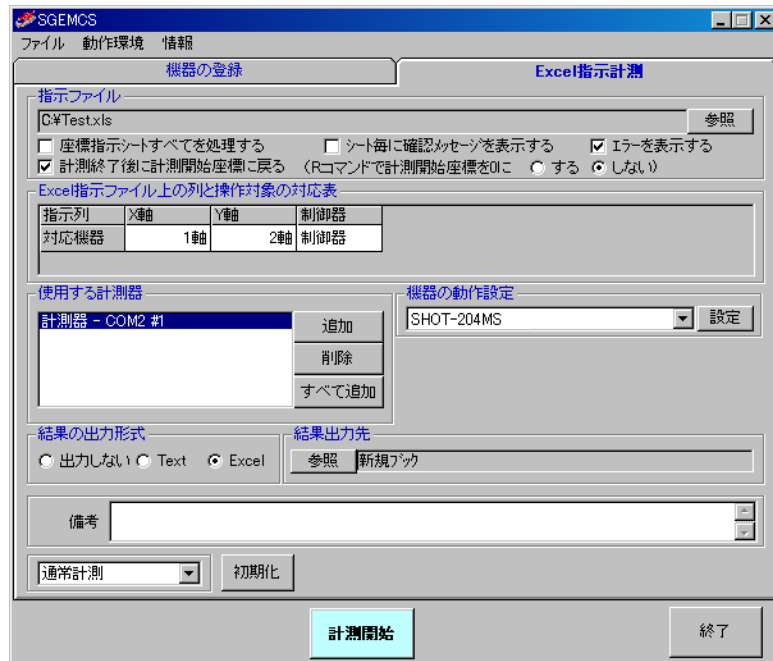 SGEMCS
ファイル 動作環境 情報
機器の登録 Excel指示計測
指示ファイル
C:¥Test.xls 参照
座標指示シートすべてを処理する シート毎に確認メッセージを表示する エラーを表示する
計測終了後に計測開始座標に戻る (Rコマンドで計測開始座標を0に する しない)
Excel指示ファイル上の列と操作対象の対応表
指示列 X軸 Y軸 制御器
対応機器 1軸 2軸 制御器
使用する計測器 機器の動作設定
計測器 - COM2 #1 追加 SHOT-204MS 設定
削除
すべて追加
結果の出力形式 結果出力先
出力しない Text Excel 参照 新規ブック
備考
通常計測 初期化
計測開始 終了